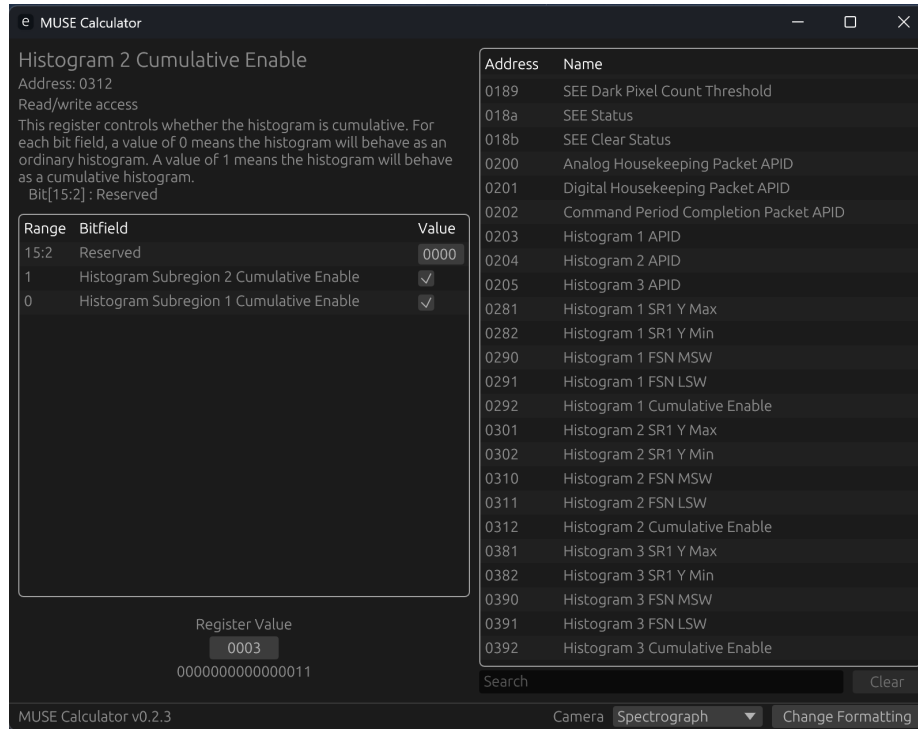 e MUSE Calculator
Histogram 2 Cumulative Enable
Address: 0312
Read/write access
This register controls whether the histogram is cumulative. For
each bit field, a value of 0 means the histogram will behave as an
ordinary histogram. A value of 1 means the histogram will behave
as a cumulative histogram.
Bit[15:2] : Reserved
Range Bitfield Value
15:2 Reserved 0000
1 Histogram Subregion 2 Cumulative Enable
0 Histogram Subregion 1 Cumulative Enable
Register Value
0003
0000000000000011
Address Name
0189 SEE Dark Pixel Count Threshold
018a SEE Status
018b SEE Clear Status
0200 Analog Housekeeping Packet APID
0201 Digital Housekeeping Packet APID
0202 Command Period Completion Packet APID
0203 Histogram 1 APID
0204 Histogram 2 APID
0205 Histogram 3 APID
0281 Histogram 1 SR1 Y Max
0282 Histogram 1 SR1 Y Min
0290 Histogram 1 FSN MSW
0291 Histogram 1 FSN LSW
0292 Histogram 1 Cumulative Enable
0301 Histogram 2 SR1 Y Max
0302 Histogram 2 SR1 Y Min
0310 Histogram 2 FSN MSW
0311 Histogram 2 FSN LSW
0312 Histogram 2 Cumulative Enable
0381 Histogram 3 SR1 Y Max
0382 Histogram 3 SR1 Y Min
0390 Histogram 3 FSN MSW
0391 Histogram 3 FSN LSW
0392 Histogram 3 Cumulative Enable
Search Clear
MUSE Calculator v0.2.3 Camera Spectrograph Change Formatting